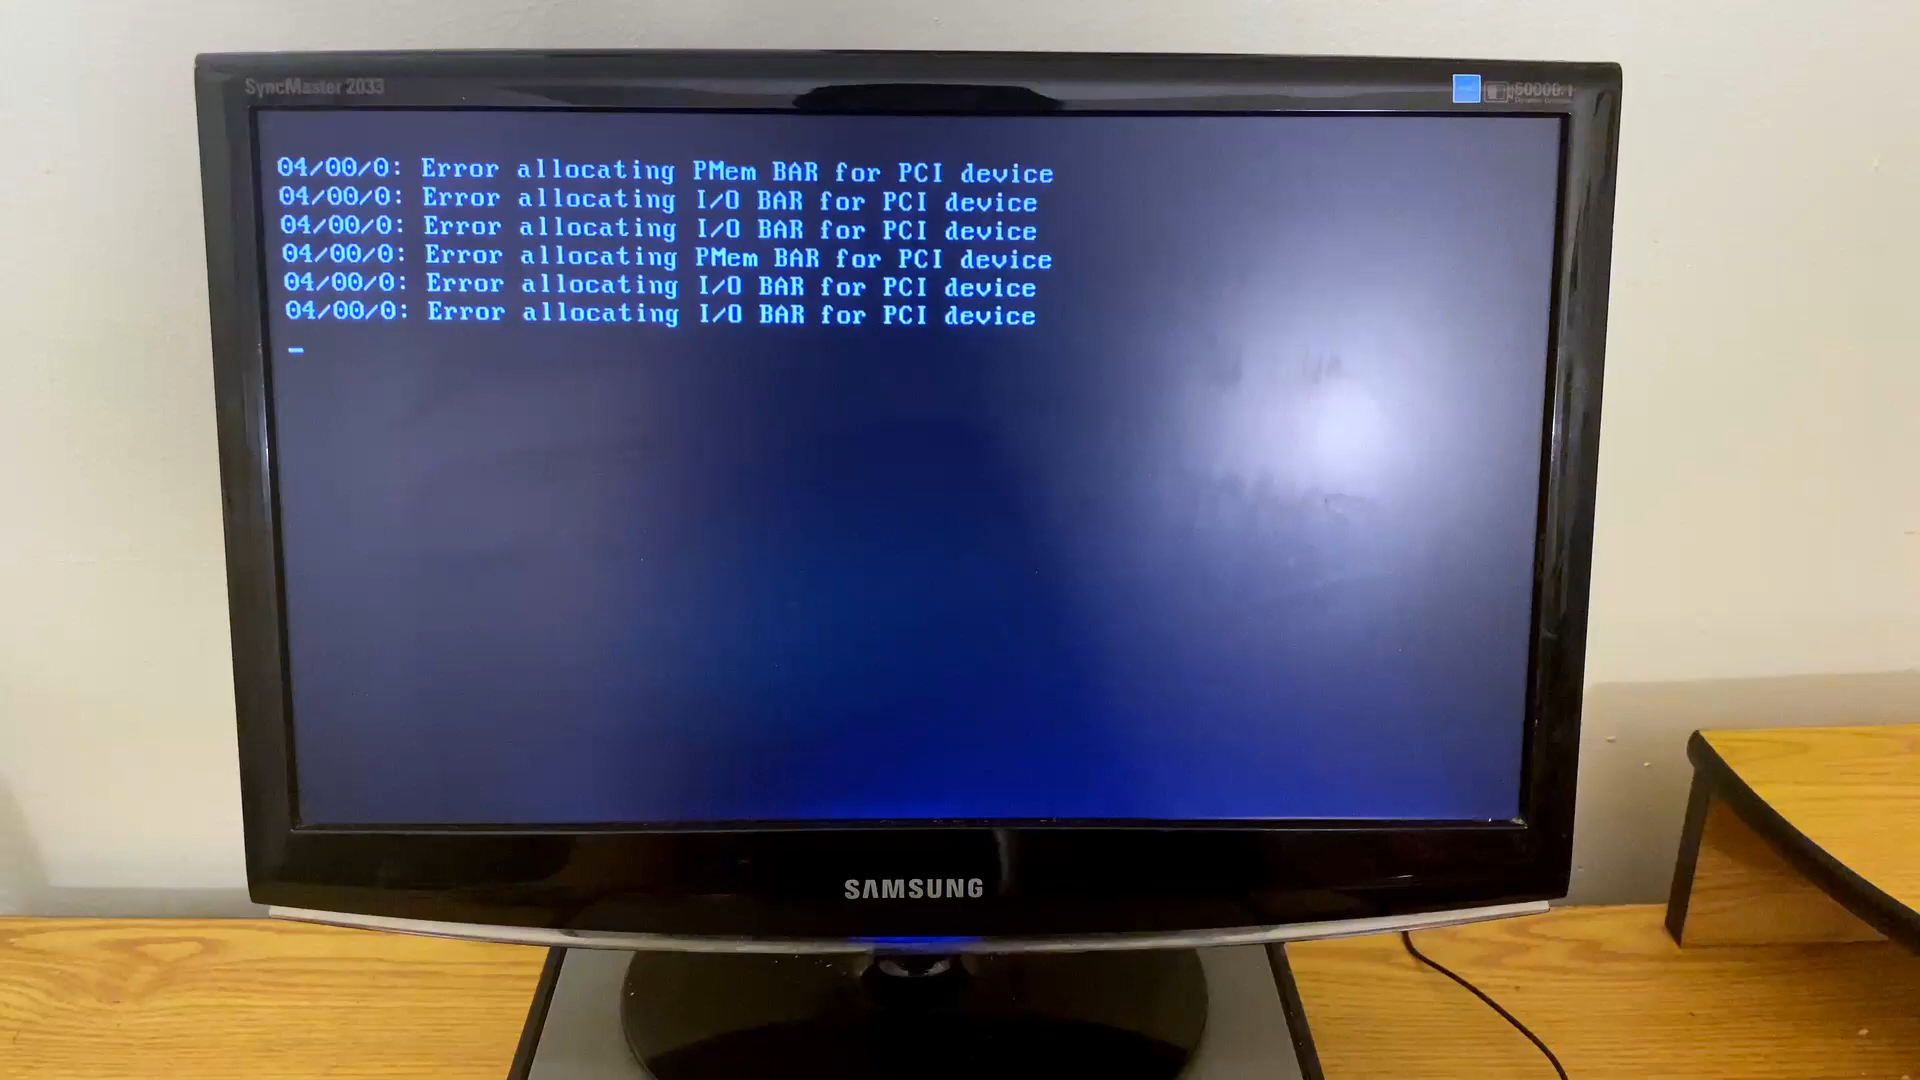 SyncMaster 2033
50000:1
04/00/0: Error allocating PMem BAR for PCI device
04/00/0: Error allocating I/O BAR for PCI device
04/00/0: Error allocating I/O BAR for PCI device
04/00/0: Error allocating PMem BAR for PCI device
04/00/0: Error allocating I/O BAR for PCI device
04/00/0: Error allocating I/O BAR for PCI device
SAMSUNG